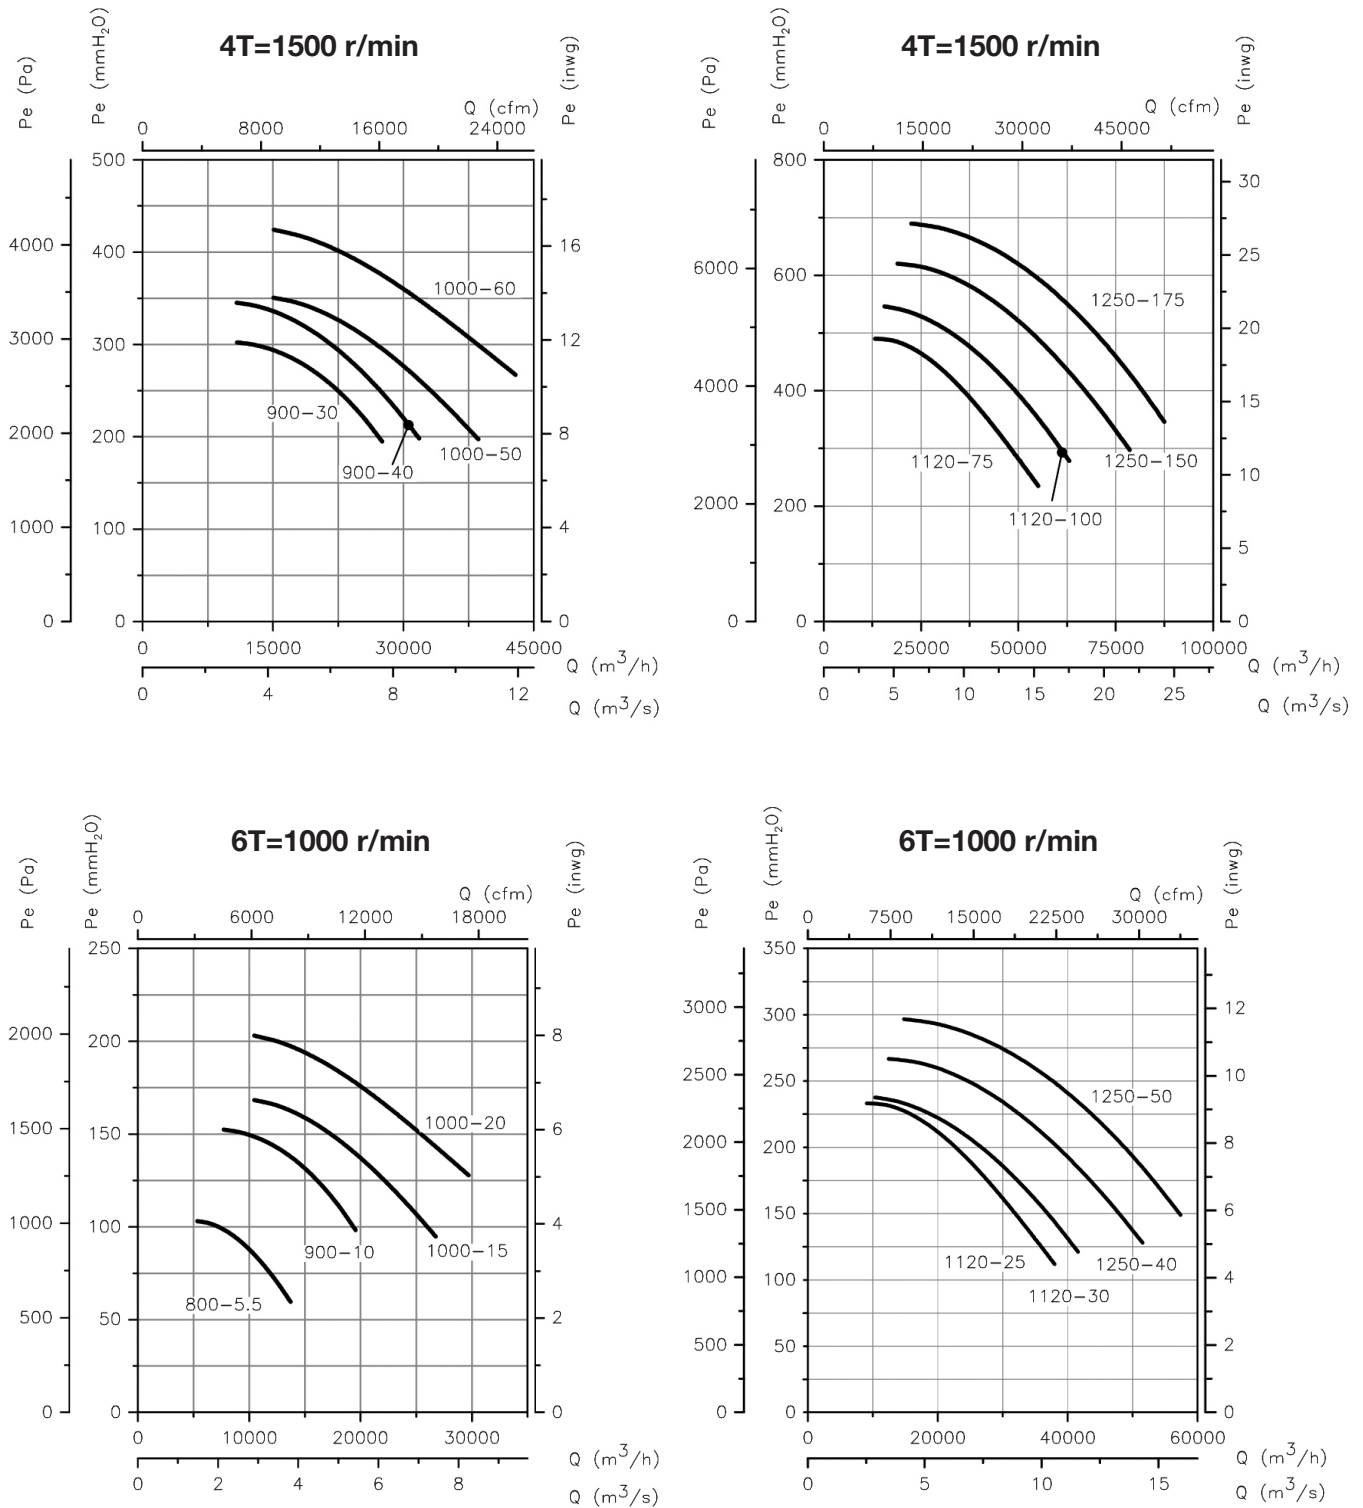 4T=1500 r/min
Pe (Pa)
Pe (mmH2O)
Q (cfm)
Pe (inwg)
0 8000 16000 24000
500
400
300
200
100
0
4000
3000
2000
1000
0
16
12
8
4
0
1000-60
900-30
900-40
1000-50
0 15000 30000 45000
Q (m3/h)
0 4 8 12
Q (m3/s)
4T=1500 r/min
Pe (Pa)
Pe (mmH2O)
Q (cfm)
Pe (inwg)
0 15000 30000 45000
800
600
400
200
0
6000
4000
2000
0
30
25
20
15
10
5
0
1250-175
1120-75
1250-150
1120-100
0 25000 50000 75000 100000
Q (m3/h)
0 5 10 15 20 25
Q (m3/s)
6T=1000 r/min
Pe (Pa)
Pe (mmH2O)
Q (cfm)
Pe (inwg)
0 6000 12000 18000
250
200
150
100
50
0
2000
1500
1000
500
0
8
6
4
2
0
1000-20
900-10
1000-15
800-5.5
0 10000 20000 30000
Q (m3/h)
0 2 4 6 8
Q (m3/s)
6T=1000 r/min
Pe (Pa)
Pe (mmH2O)
Q (cfm)
Pe (inwg)
0 7500 15000 22500 30000
350
300
250
200
150
100
50
0
3000
2500
2000
1500
1000
500
0
12
10
8
6
4
2
0
1250-50
1120-25
1250-40
1120-30
0 20000 40000 60000
Q (m3/h)
0 5 10 15
Q (m3/s)